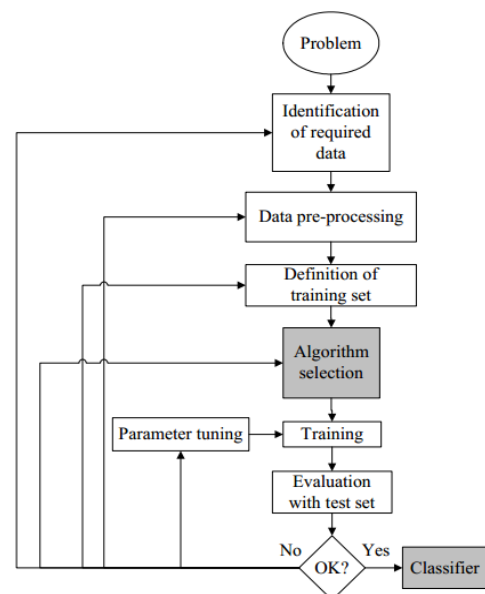 Problem
Identification
of required
data
Data pre-processing
Definition of
training set
Algorithm
selection
Parameter tuning
Training
Evaluation
with test set
No
OK?
Yes
Classifier